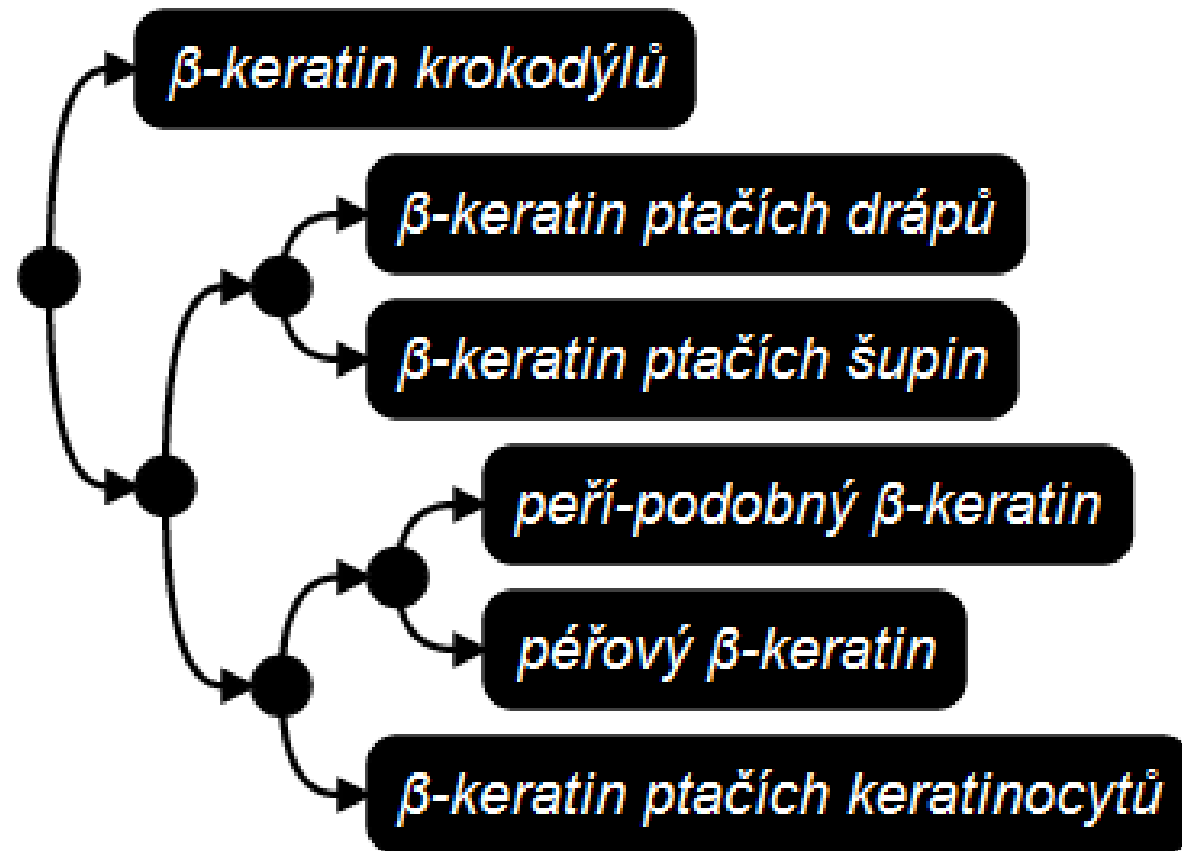 β-keratin krokodýlů
β-keratin ptačích drápů
β-keratin ptačích šupin
peří-podobný β-keratin
péřový β-keratin
β-keratin ptačích keratinocytů